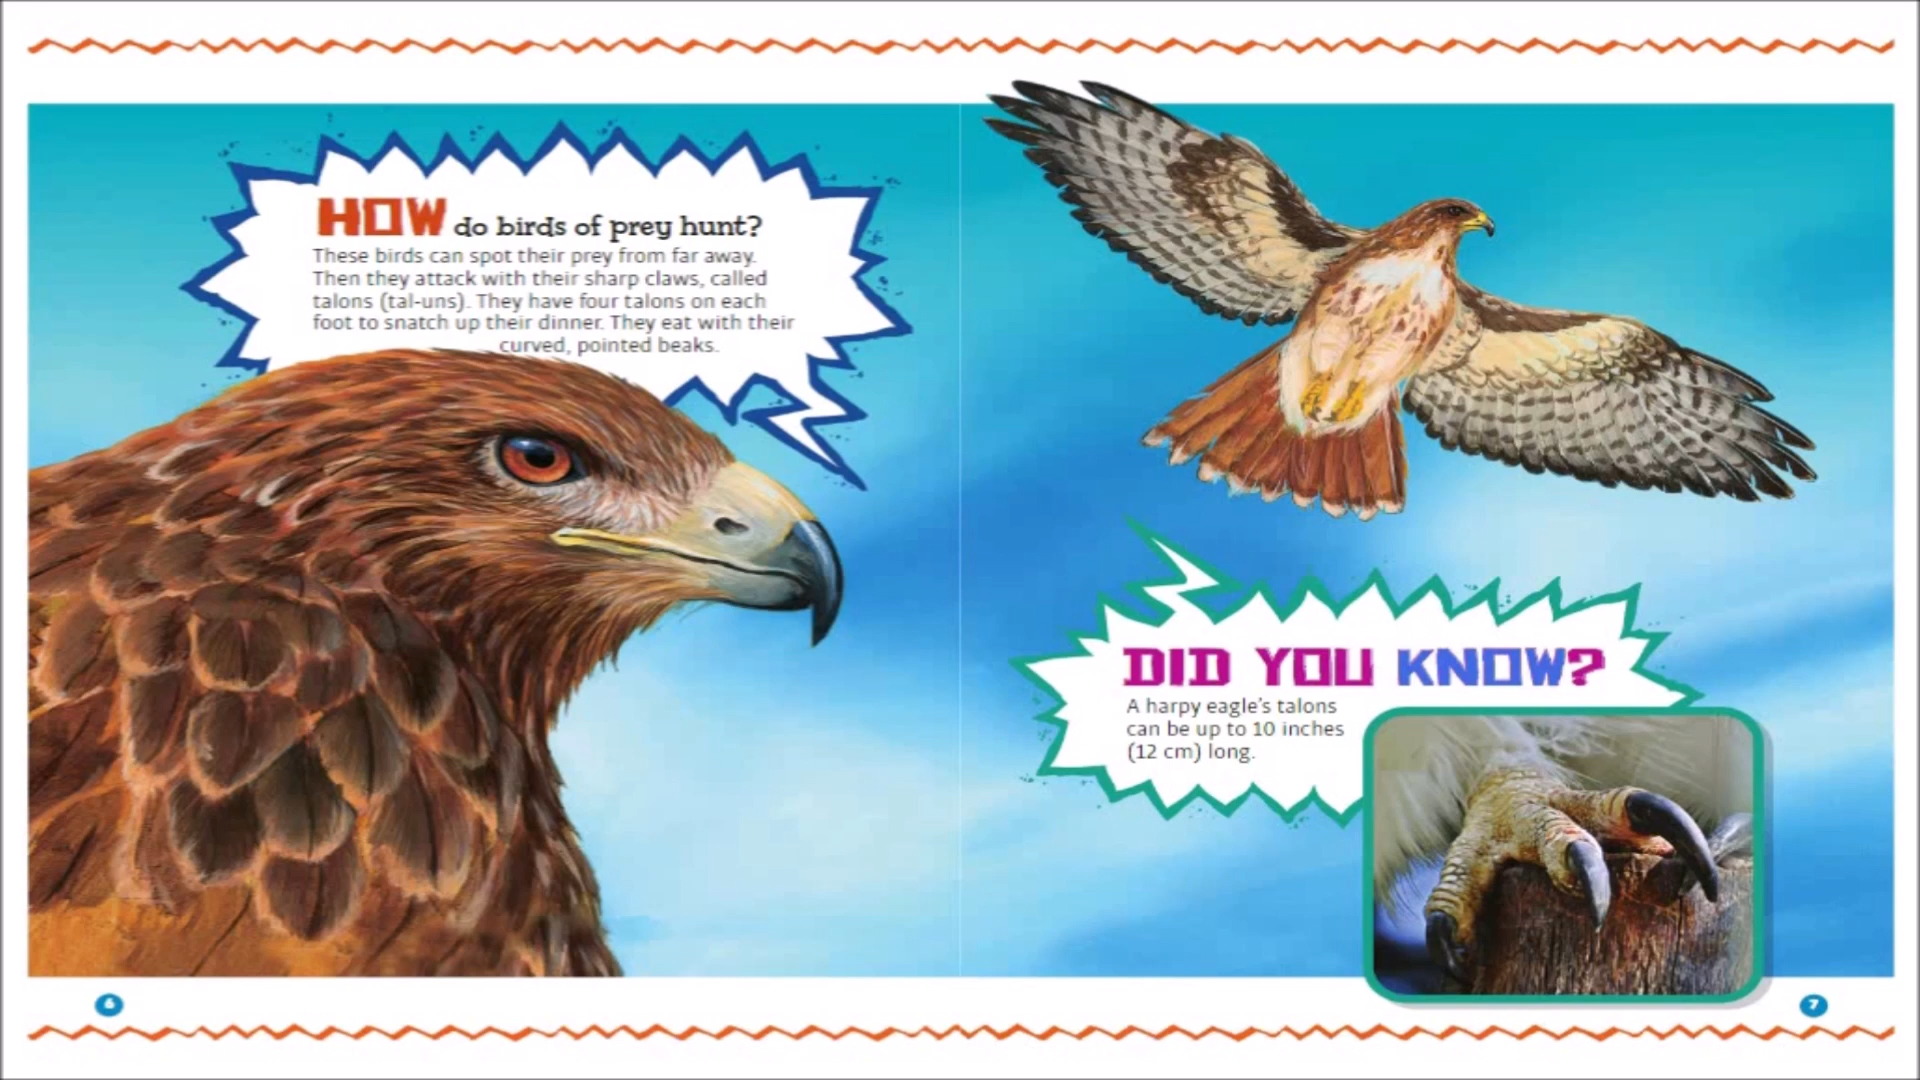 HOW do birds of prey hunt?
These birds can spot their prey from far away.
Then they attack with their sharp claws, called
talons (tal-uns). They have four talons on each
foot to snatch up their dinner. They eat with their
curved, pointed beaks.
DID YOU KNOW?
A harpy eagle's talons
can be up to 10 inches
(12 cm) long.
6
7